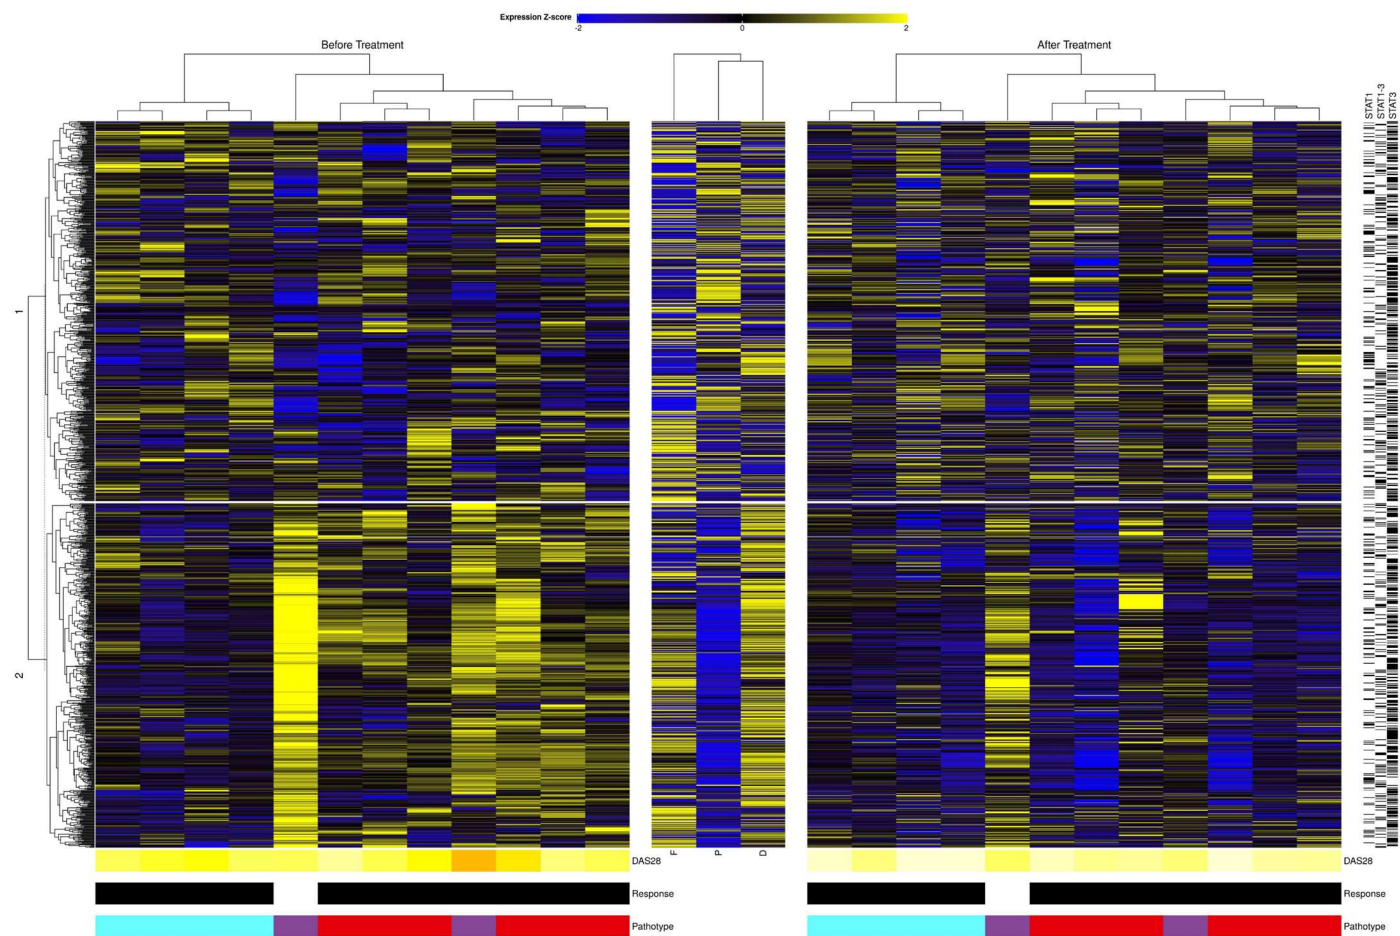 Expression Z-score
-2 0 2
Before Treatment
After Treatment
STAT1
STAT1-3
STAT3
1
2
F P D
DAS28
DAS28
Response
Response
Pathotype
Pathotype